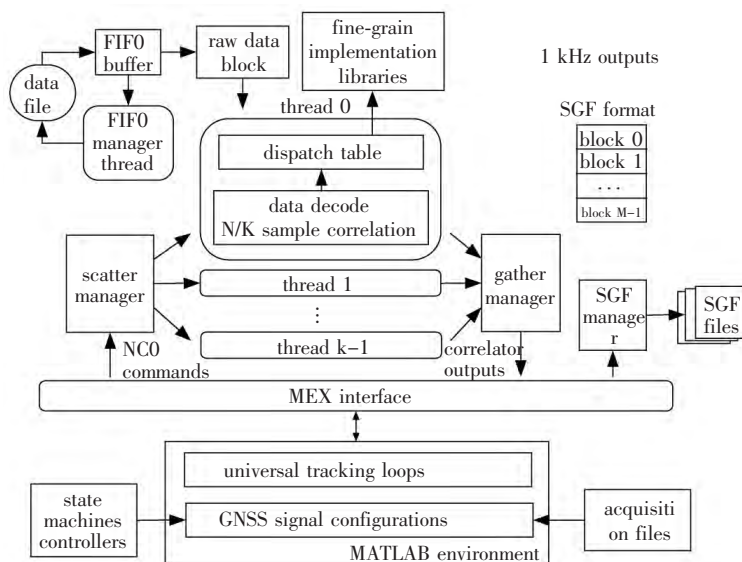 FIFO
buffer
raw data
block
fine-grain
implementation
libraries
1 kHz outputs
data
file
FIFO
manager
thread
thread 0
dispatch table
data decode
N/K sample correlation
SGF format
block 0
block 1
...
block M-1
scatter
manager
thread 1
⋮
thread k-1
gather
manager
SGF
manage
r
SGF
files
NCO
commands
correlator
outputs
MEX interface
universal tracking loops
GNSS signal configurations
MATLAB environment
state
machines
controllers
acquisiti
on files